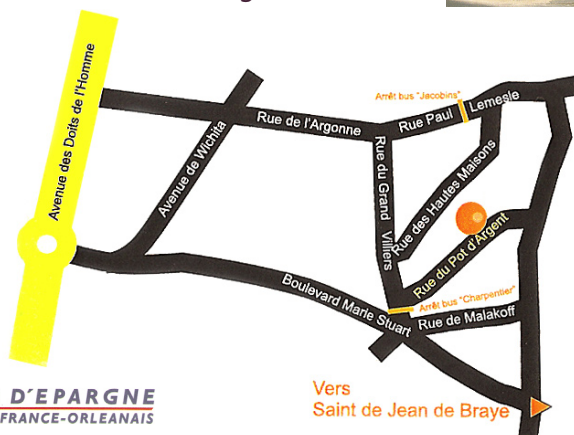 Avenue des Doits de l'Homme
Avenue de Wichita
Rue de l'Argonne
Arrêt bus "Jacobins"
Rue Paul Lemesle
Rue du Grand Villiers
Rue des Hautes Maisons
Rue du Pot d'Argent
Boulevard Marie Stuart
Arrêt bus "Charpentier"
Rue de Malakoff
D'EPARGNE
FRANCE-ORLEANAIS
Vers
Saint de Jean de Braye